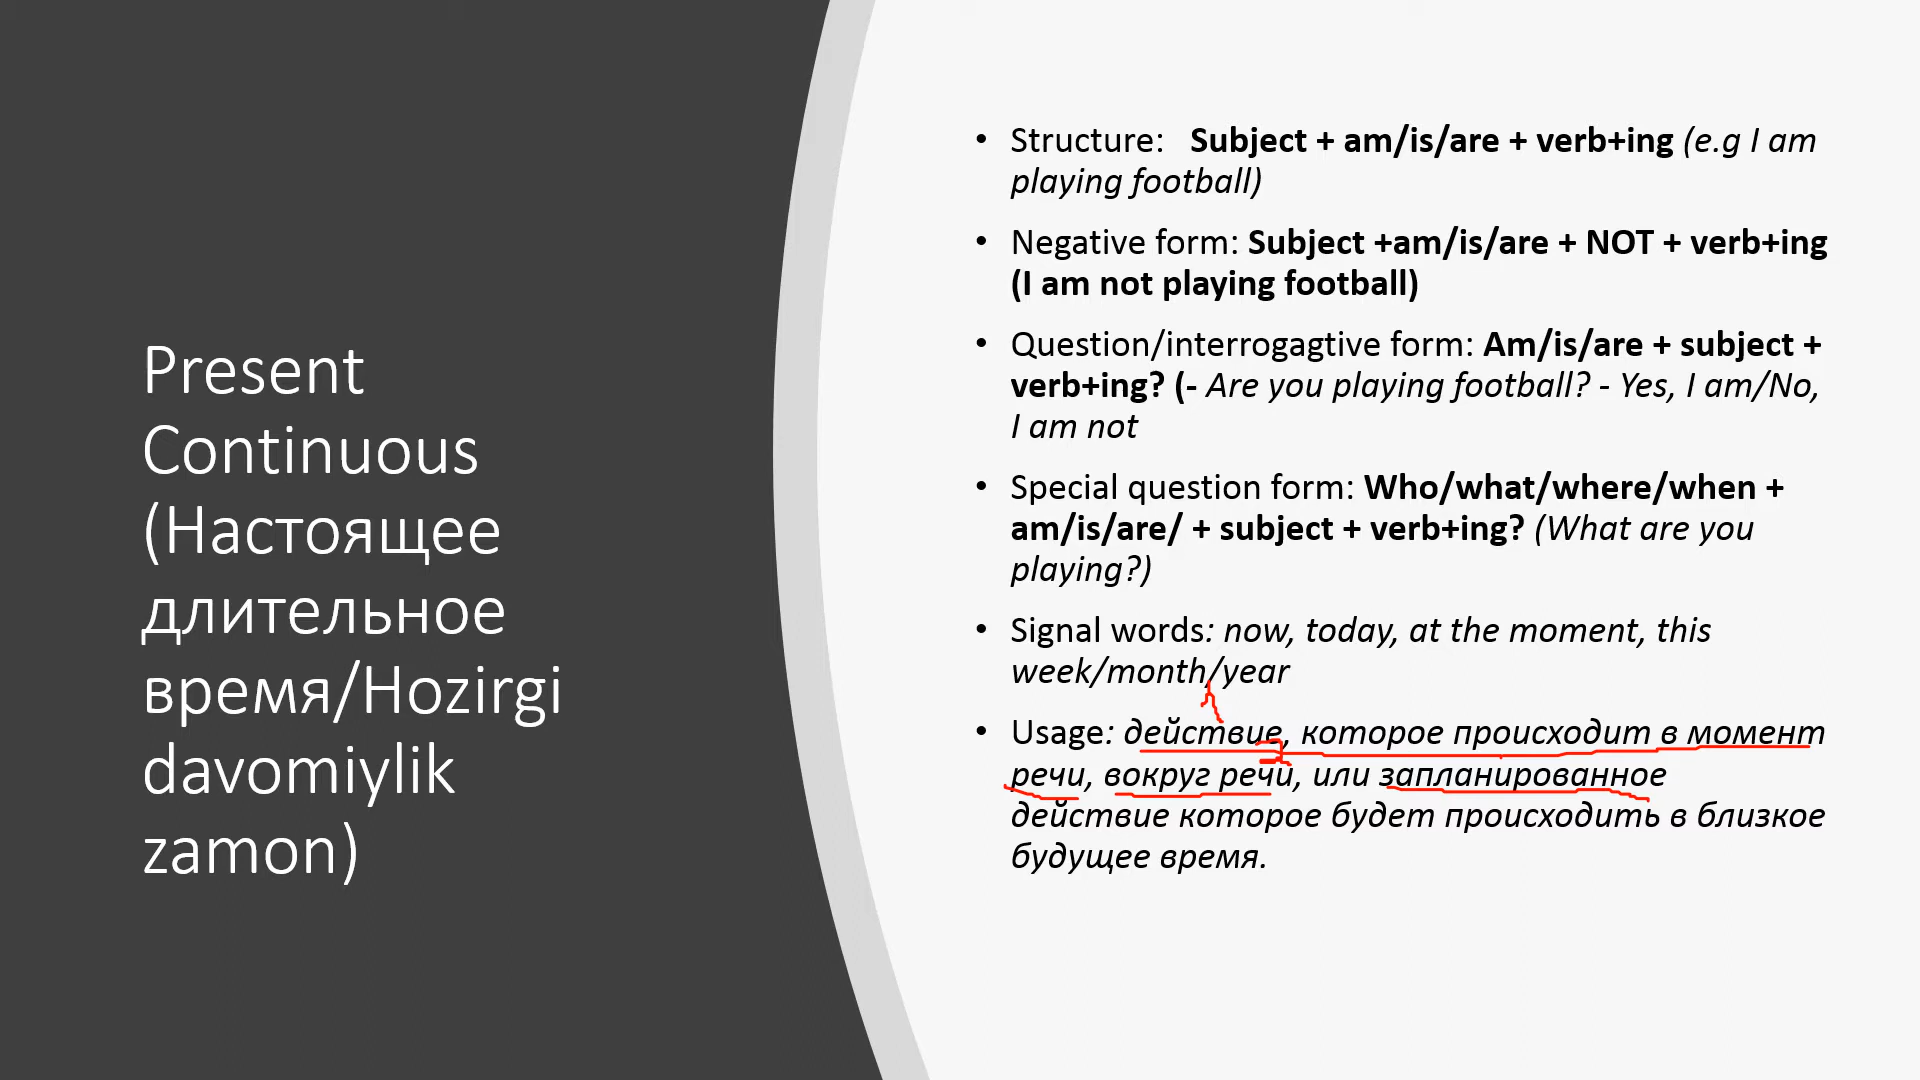 Present
Continuous
(Настоящее
длительное
время/Hozirgi
davomiylik
zamon)
• Structure: Subject + am/is/are + verb+ing (e.g I am
playing football)
• Negative form: Subject +am/is/are + NOT + verb+ing
(I am not playing football)
• Question/interrogagtive form: Am/is/are + subject +
verb+ing? (- Are you playing football? - Yes, I am/No,
I am not
• Special question form: Who/what/where/when +
am/is/are/ + subject + verb+ing? (What are you
playing?)
• Signal words: now, today, at the moment, this
week/month/year
• Usage: действие, которое происходит в момент
речи, вокруг речи, или запланированное
действие которое будет происходить в близкое
будущее время.